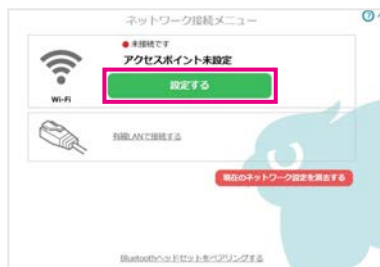 ネットワーク接続メニュー
未接続です
アクセスポイント未設定
設定する
Wi-Fi
有線LANで接続する
現在のネットワーク設定を消去する
Bluetoothヘッドセットをペアリングする